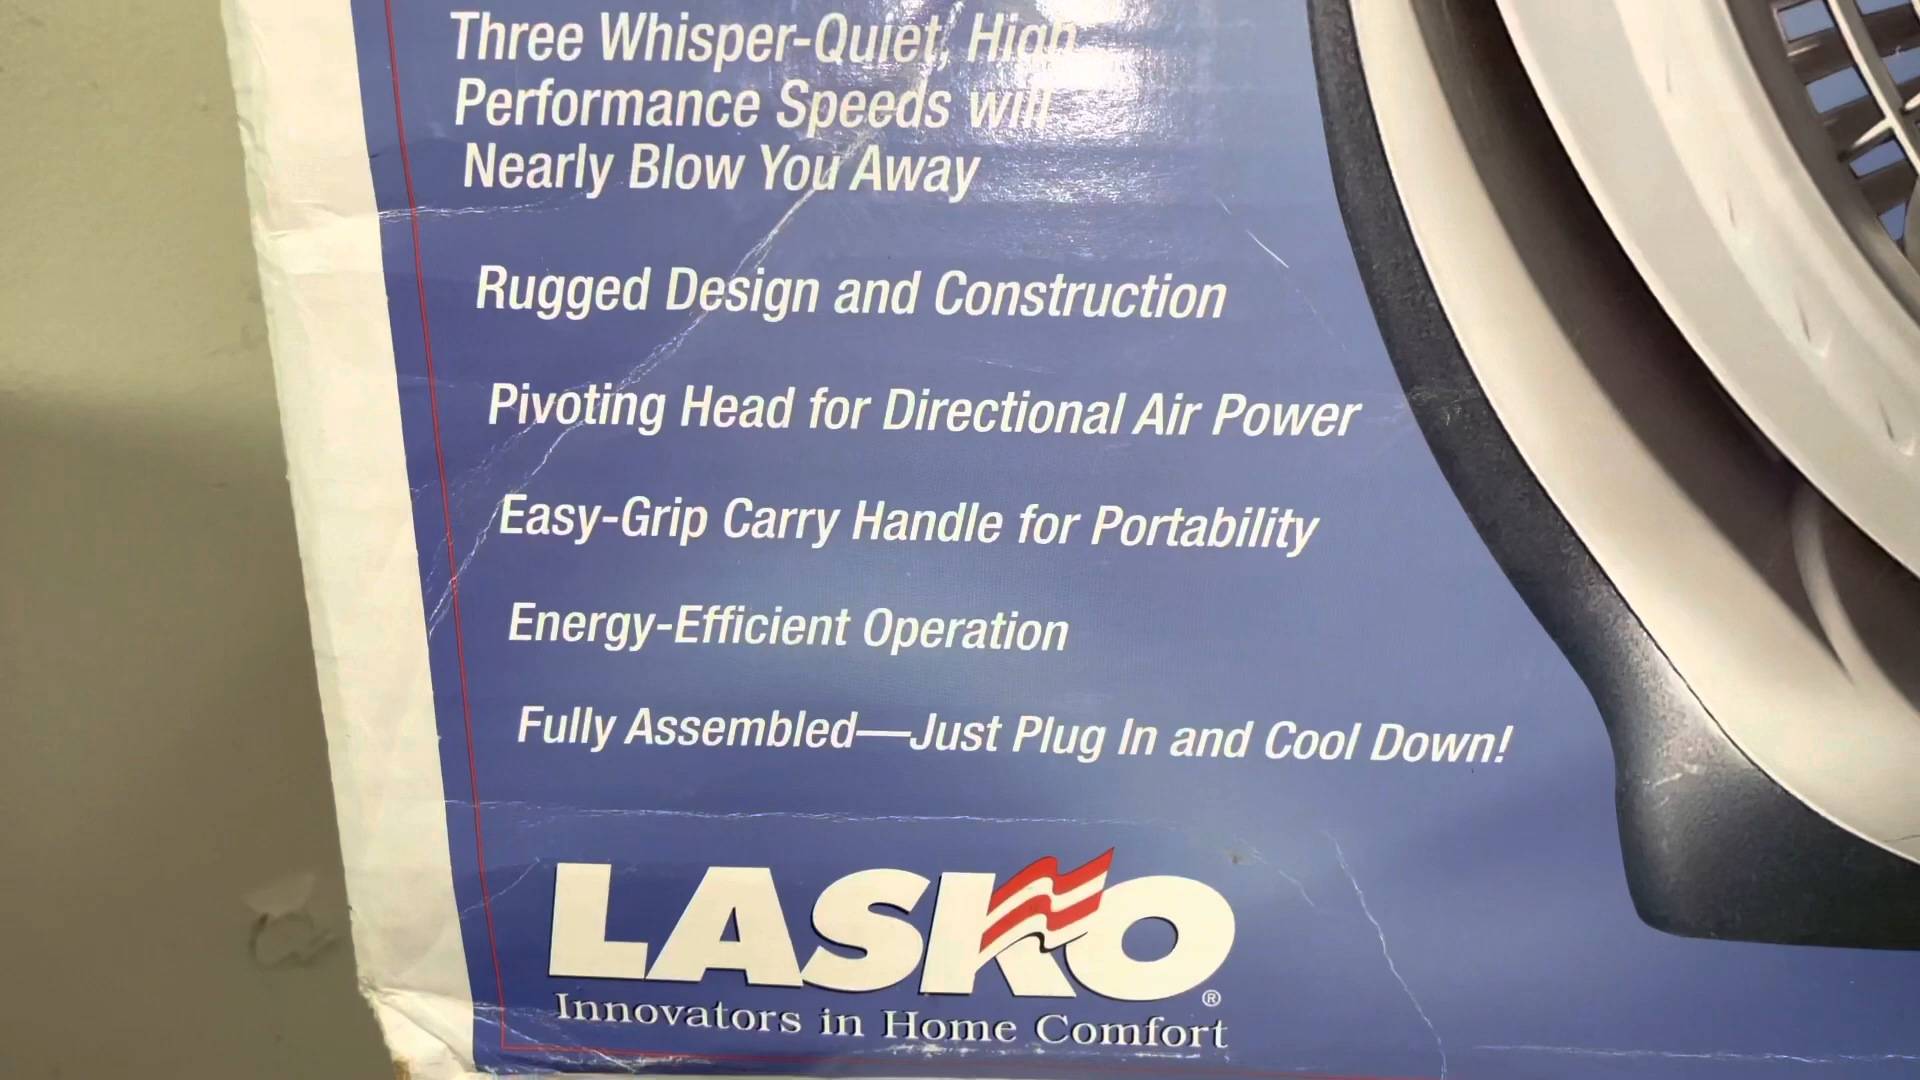 Three Whisper-Quiet, High
Performance Speeds will
Nearly Blow You Away
Rugged Design and Construction
Pivoting Head for Directional Air Power
Easy-Grip Carry Handle for Portability
Energy-Efficient Operation
Fully Assembled—Just Plug In and Cool Down!
LASKO®
Innovators in Home Comfort